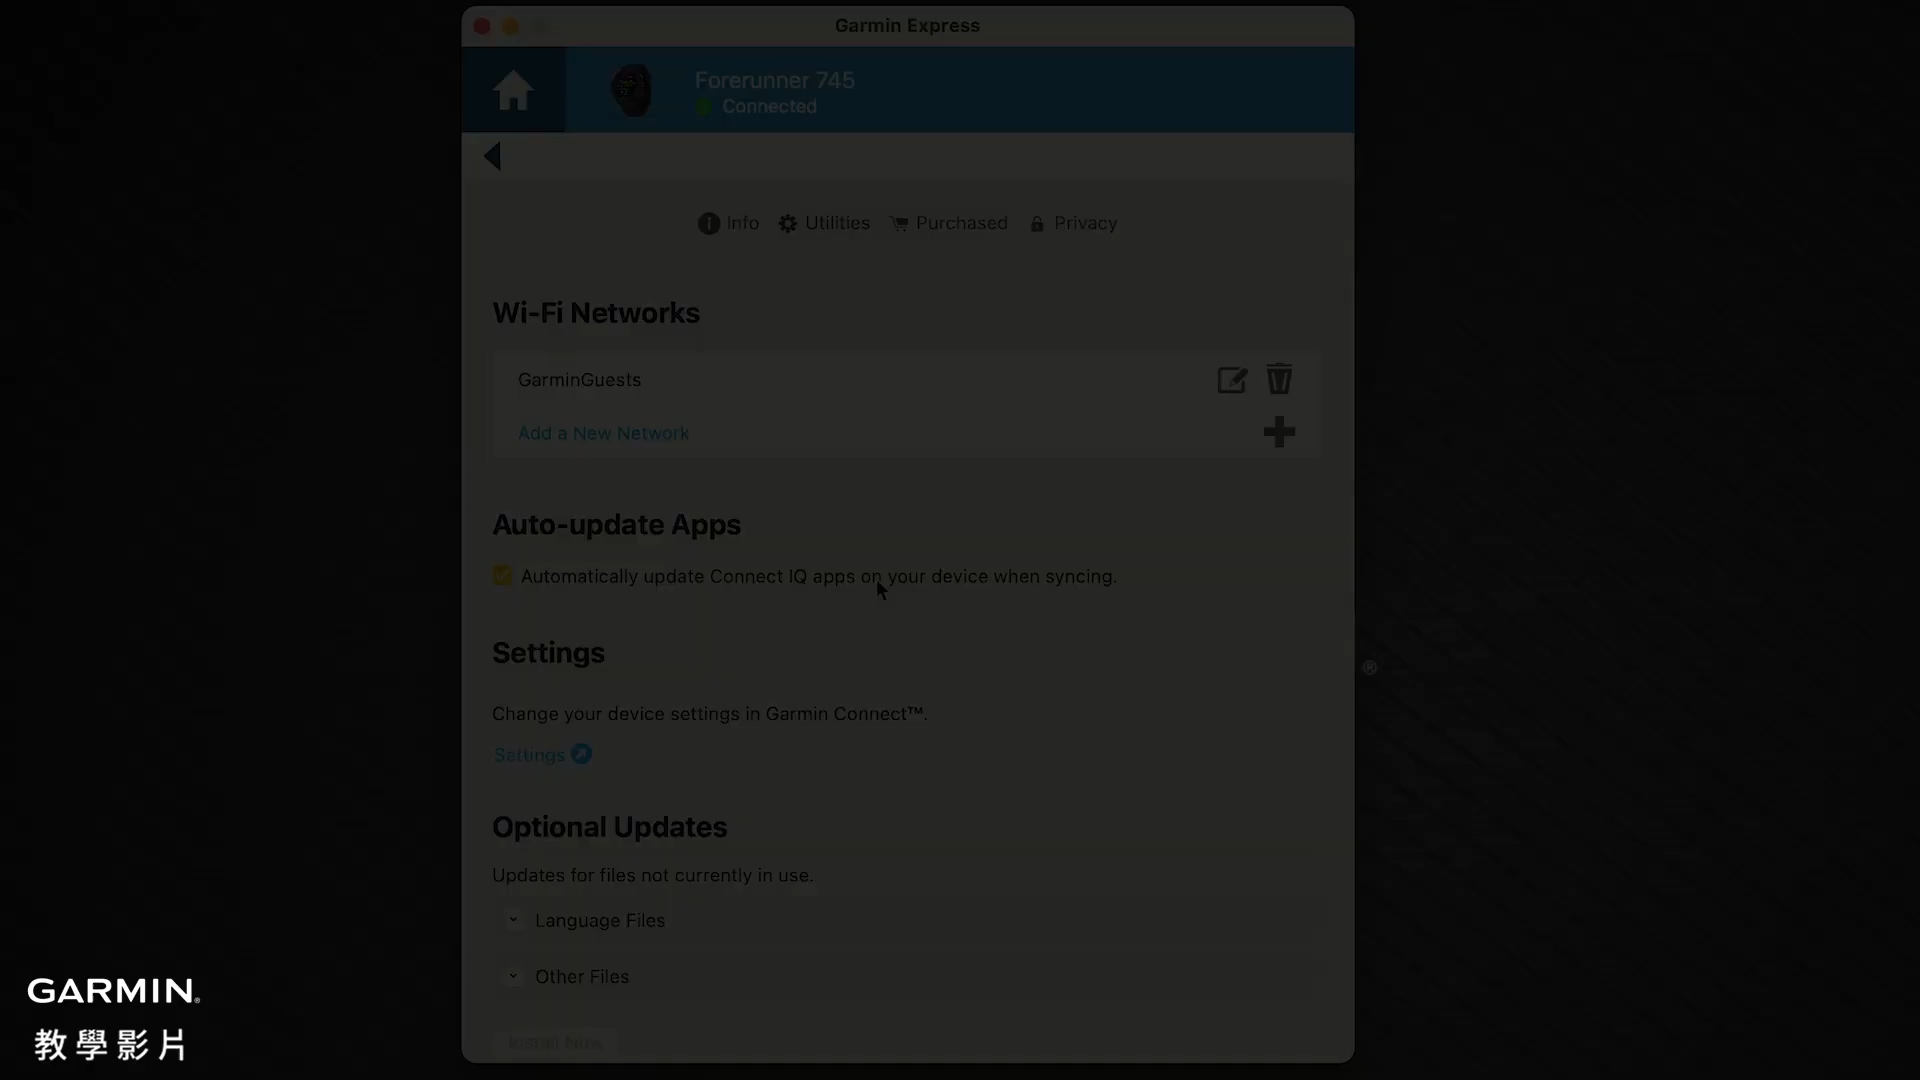 Garmin Express
Forerunner 745
Connected
Info Utilities Purchased Privacy
Wi-Fi Networks
GarminGuests
Add a New Network
Auto-update Apps
Automatically update Connect IQ apps on your device when syncing.
Settings
Change your device settings in Garmin Connect™.
Settings
Optional Updates
Updates for files not currently in use.
Language Files
Other Files
Install Now
®
GARMIN®
教學影片